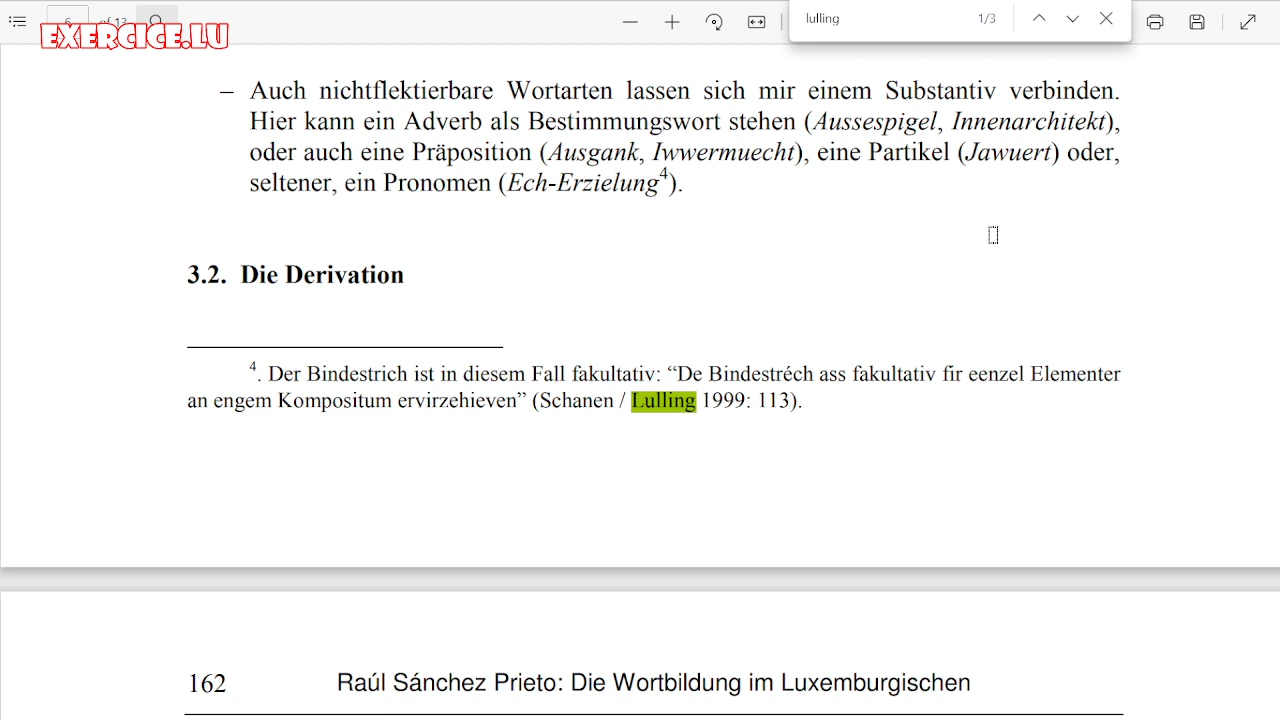 6 of 13
lulling 1/3
EXERCICE.LU
– Auch nichtflektierbare Wortarten lassen sich mir einem Substantiv verbinden.
Hier kann ein Adverb als Bestimmungswort stehen (Aussespigel, Innenarchitekt),
oder auch eine Präposition (Ausgank, Iwwermuecht), eine Partikel (Jawuert) oder,
seltener, ein Pronomen (Ech-Erzielung4).
3.2. Die Derivation
4. Der Bindestrich ist in diesem Fall fakultativ: “De Bindestréch ass fakultativ fir eenzel Elementer
an engem Kompositum ervirzehieven” (Schanen / Lulling 1999: 113).
162 Raúl Sánchez Prieto: Die Wortbildung im Luxemburgischen